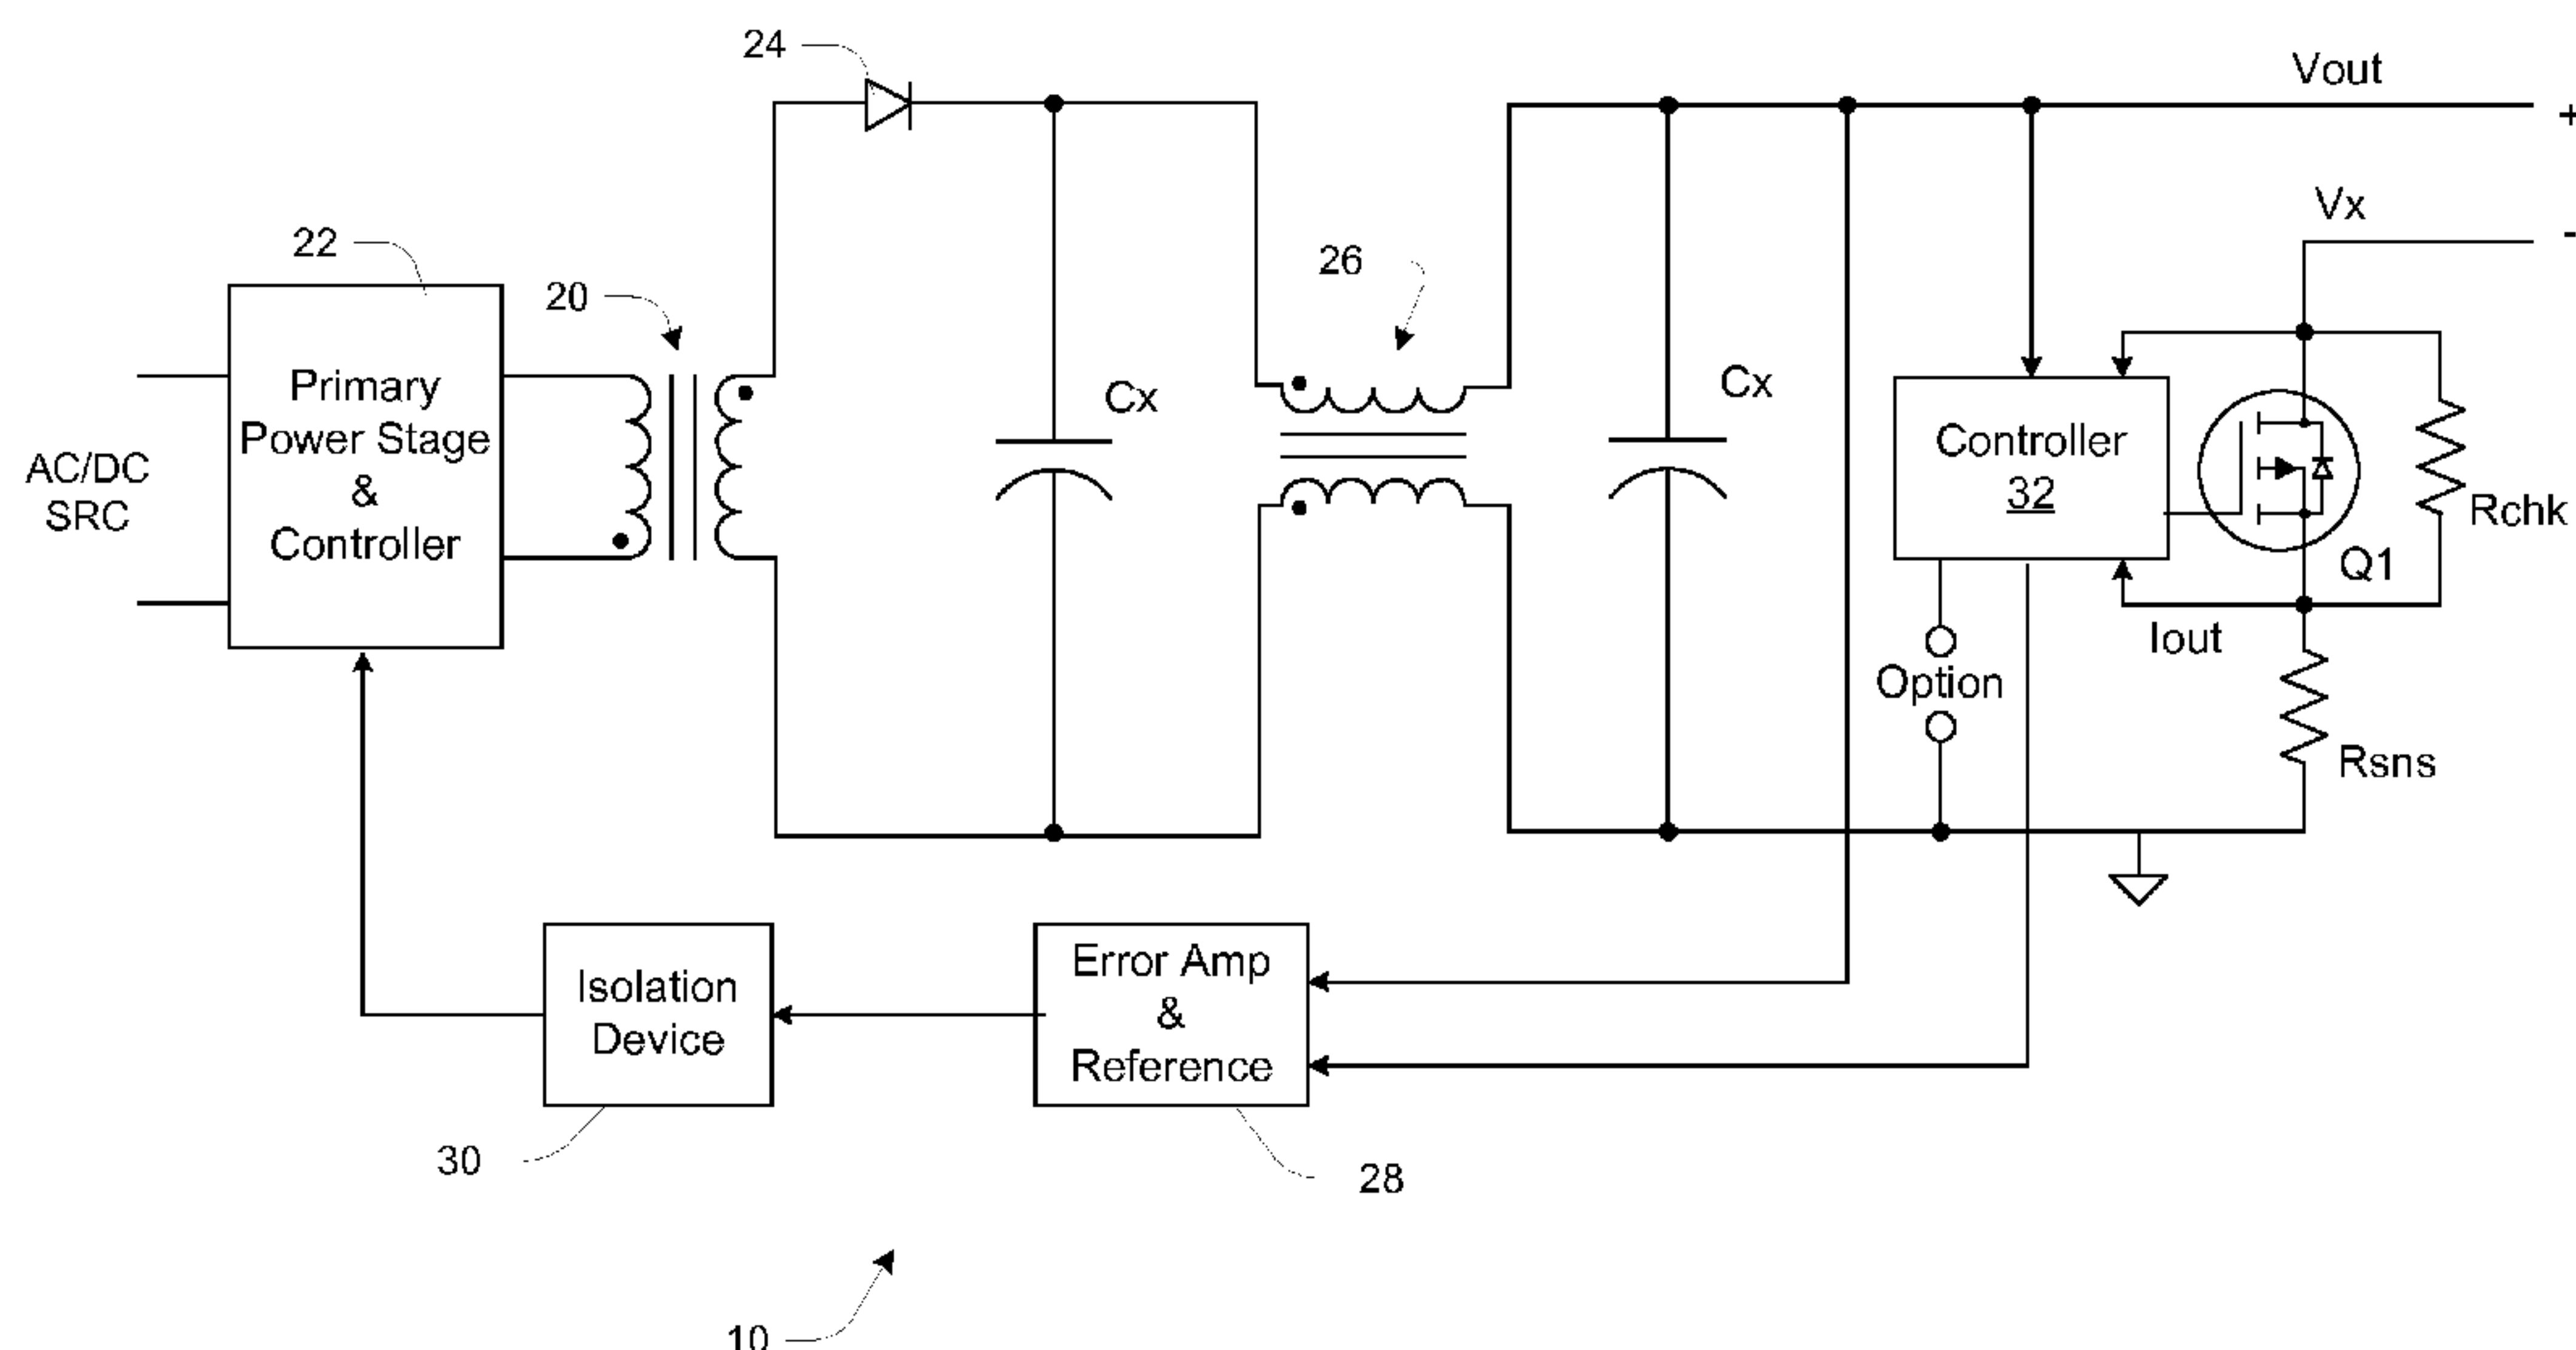 24
Vout
+
Vx
-
22
20
26
Primary
Power Stage
&
Controller
AC/DC
SRC
Cx
Cx
Controller
32
Rchk
Q1
Iout
Option
Rsns
Isolation
Device
Error Amp
&
Reference
30
28
10